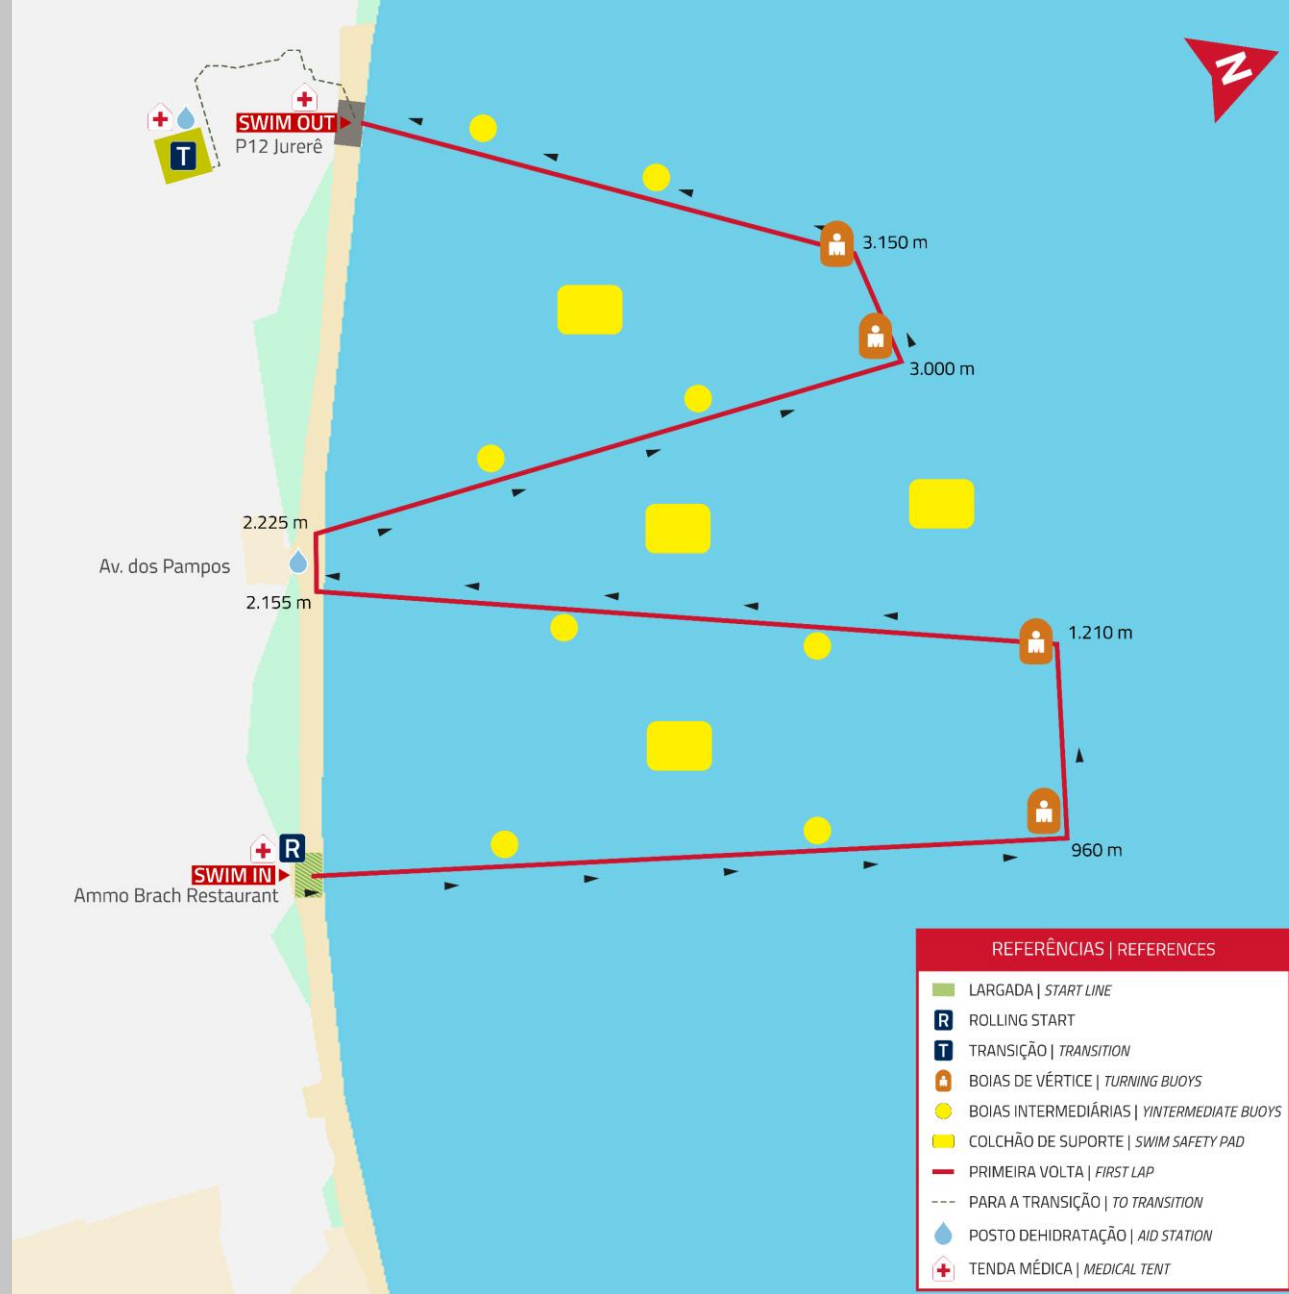 N
SWIM OUT
P12 Jurerê
T
3.150 m
3.000 m
2.225 m
Av. dos Pampos
2.155 m
1.210 m
R
SWIM IN
Ammo Brach Restaurant
960 m
REFERÊNCIAS | REFERENCES
LARGADA | START LINE
R ROLLING START
T TRANSIÇÃO | TRANSITION
BOIAS DE VÉRTICE | TURNING BUOYS
BOIAS INTERMEDIÁRIAS | YINTERMEDIATE BUOYS
COLCHÃO DE SUPORTE | SWIM SAFETY PAD
PRIMEIRA VOLTA | FIRST LAP
PARA A TRANSIÇÃO | TO TRANSITION
POSTO DEHIDRATAÇÃO | AID STATION
TENDA MÉDICA | MEDICAL TENT